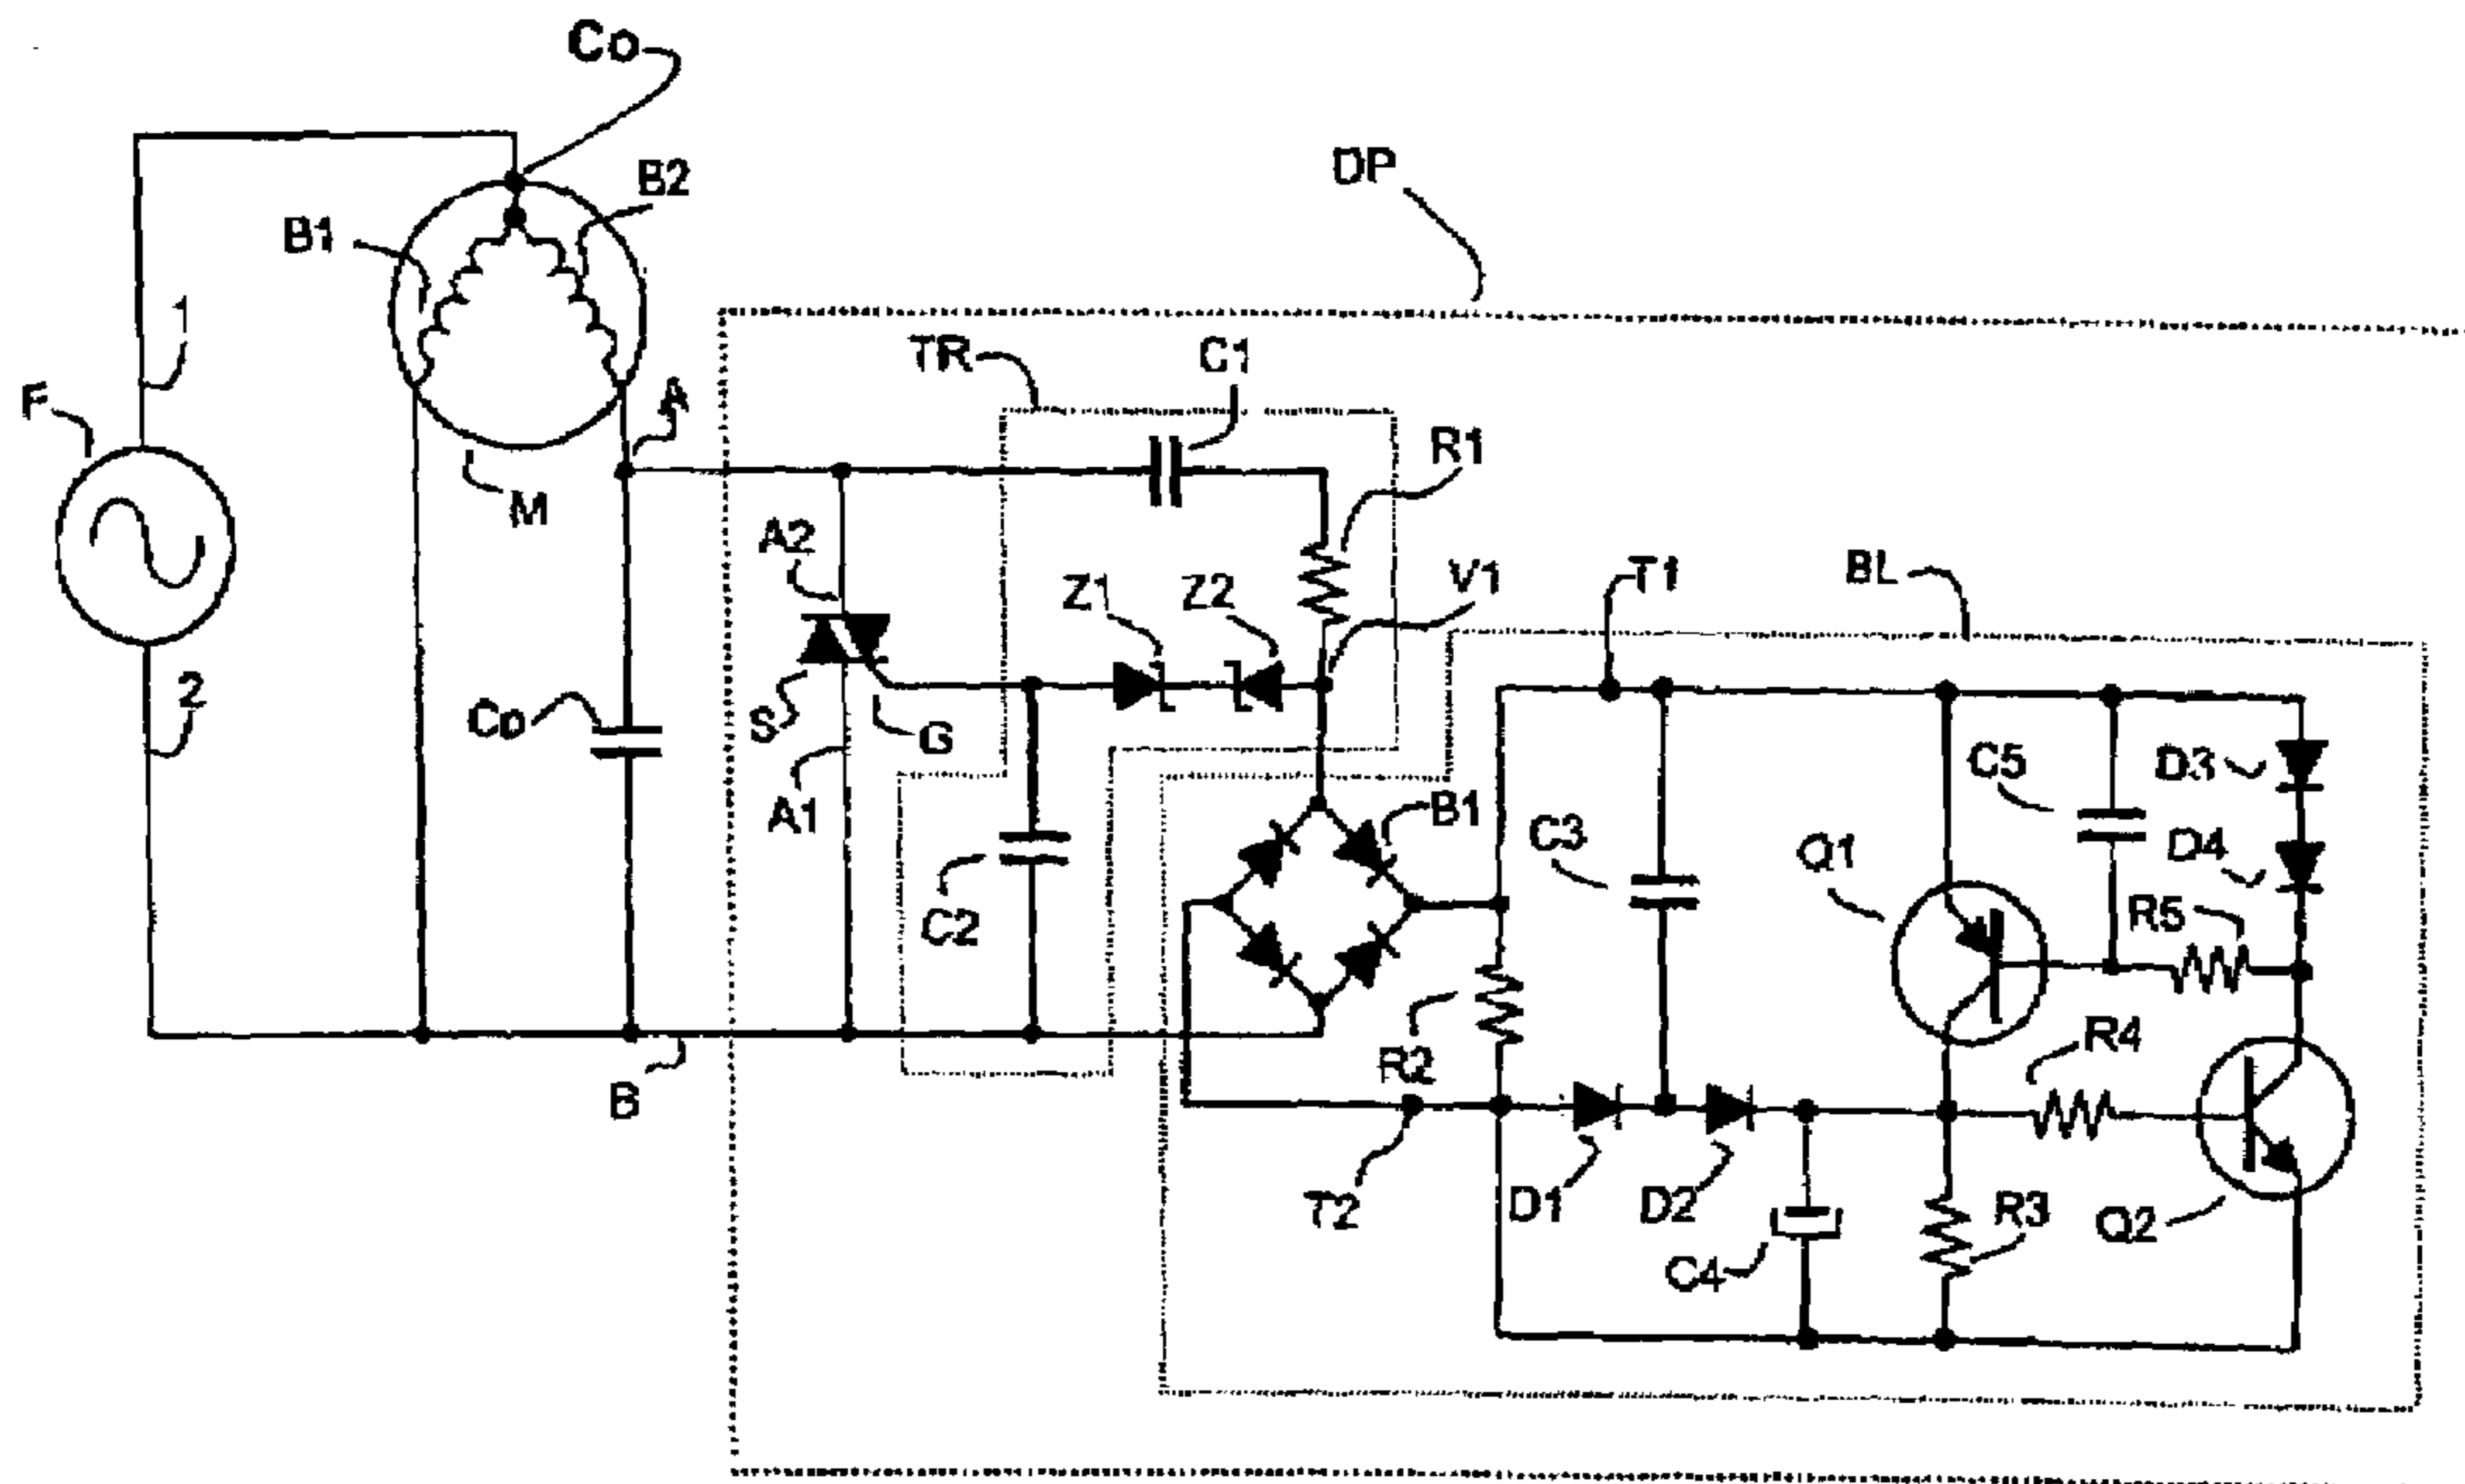 Co
DP
B2
B1
1
TR
C1
F
A
R1
M
A2
Z1
Z2
V1
T1
BL
2
Cp
S
G
A1
C5
D3
B1
C3
Q1
D4
C2
R5
R2
R4
B
T2
D1
D2
R3
Q2
C4